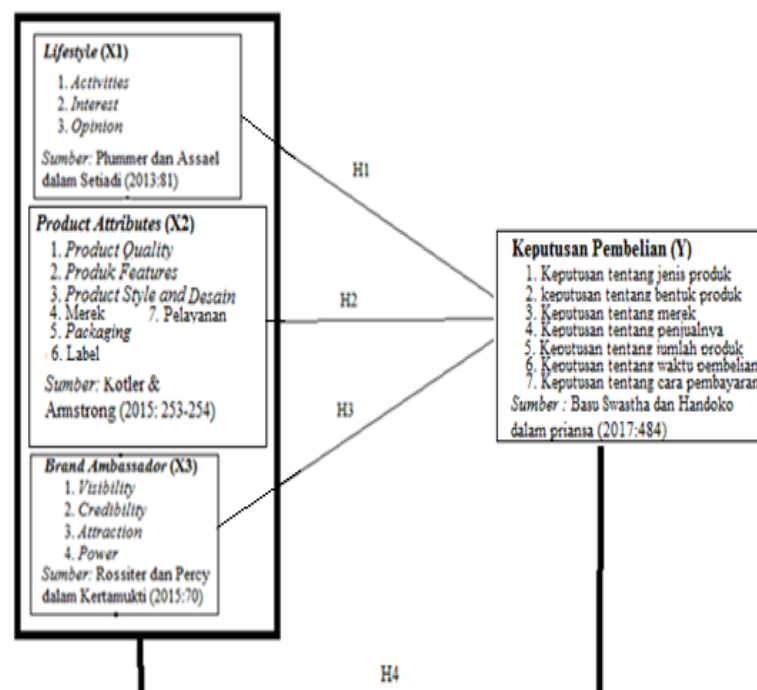 Lifestyle (X1)
1. Activities
2. Interest
3. Opinion
Sumber: Plummer dan Assael
dalam Setiadi (2013:81)
H1
Product Attributes (X2)
1. Product Quality
2. Produk Features
3. Product Style and Desain
4. Merek 7. Pelayanan
5. Packaging
6. Label
Sumber: Kotler &
Armstrong (2015: 253-254)
H2
Brand Ambassador (X3)
1. Visibility
2. Credibility
3. Attraction
4. Power
Sumber: Rossiter dan Percy
dalam Kertamukti (2015:70)
H3
Keputusan Pembelian (Y)
1. Keputusan tentang jenis produk
2. keputusan tentang bentuk produk
3. Keputusan tentang merek
4. Keputusan tentang penjualnya
5. Keputusan tentang jumlah produk
6. Keputusan tentang waktu pembelian
7. Keputusan tentang cara pembayaran
Sumber : Basu Swastha dan Handoko
dalam priansa (2017:484)
H4